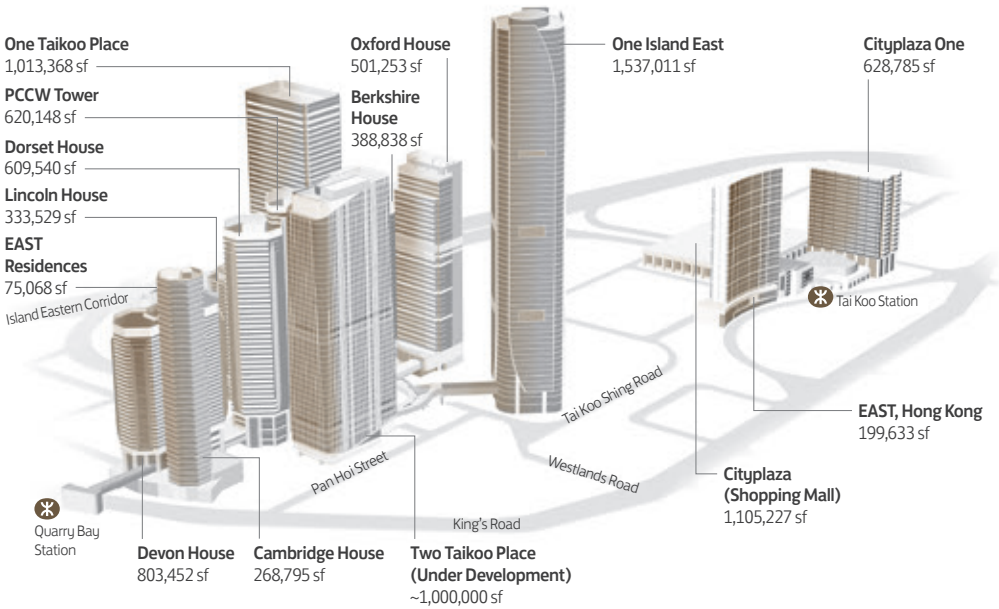 One Taikoo Place
1,013,368 sf
PCCW Tower
620,148 sf
Dorset House
609,540 sf
Lincoln House
333,529 sf
EAST
Residences
75,068 sf
Island Eastern Corridor
Oxford House
501,253 sf
Berkshire
House
388,838 sf
One Island East
1,537,011 sf
Cityplaza One
628,785 sf
Tai Koo Station
Tai Koo Shing Road
EAST, Hong Kong
199,633 sf
Westlands Road
Pan Hoi Street
Cityplaza
(Shopping Mall)
1,105,227 sf
King's Road
Quarry Bay
Station
Devon House
803,452 sf
Cambridge House
268,795 sf
Two Taikoo Place
(Under Development)
~1,000,000 sf